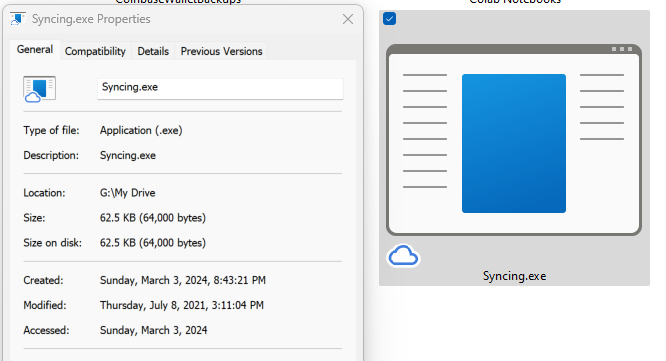 CoinbaseWalletBackups
Colab Notebooks
Syncing.exe Properties
General Compatibility Details Previous Versions
Syncing.exe
Type of file: Application (.exe)
Description: Syncing.exe
Location: G:\My Drive
Size: 62.5 KB (64,000 bytes)
Size on disk: 62.5 KB (64,000 bytes)
Created: Sunday, March 3, 2024, 8:43:21 PM
Modified: Thursday, July 8, 2021, 3:11:04 PM
Accessed: Sunday, March 3, 2024
Syncing.exe